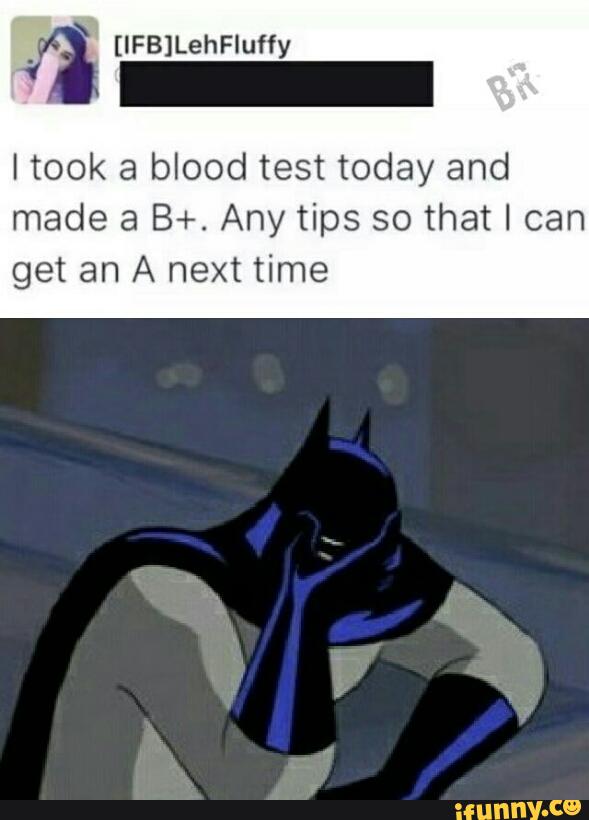 [IFB]LehFluffy
BR
I took a blood test today and
made a B+. Any tips so that I can
get an A next time
ifunny.co